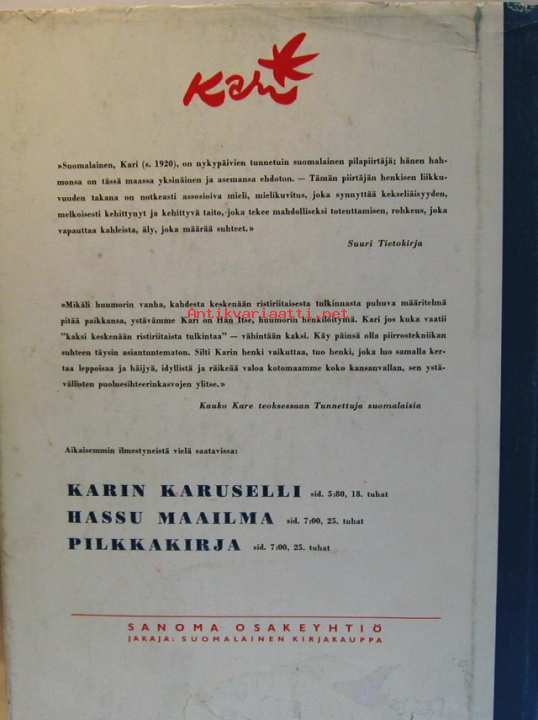 Kari
»Suomalainen, Kari (s. 1920), on nykypäivien tunnetuin suomalainen pilapiirtäjä; hänen hah-
monsa on tässä maassa yksinäinen ja asemansa ehdoton. — Tämän piirtäjän henkisen liikku-
vuuden takana on notkeasti assosioiva mieli, mielikuvitus, joka synnyttää kekseliäisyyden,
melkoisesti kehittynyt ja kehittyvä taito, joka tekee mahdolliseksi toteuttamisen, rohkeus, joka
vapauttaa kahleista, äly, joka määrää suhteet.»
Suuri Tietokirja
»Mikäli huumorin vanha, kahdesta keskenään ristiriitaisesta tulkinnasta puhuva määritelmä
Antikvariaatti.net
pitää paikkansa, ystävämme Kari on Hän Itse, huumorin henkilöitymä. Kari jos kuka vaatii
"kaksi keskenään ristiriitaista tulkintaa" — vähintään kaksi. Käy päinsä olla piirrostekniikan
suhteen täysin asiantuntematon. Silti Karin henki vaikuttaa, tuo henki, joka luo samalla ker-
taa leppoisaa ja häijyä, idyllistä ja räikeää valoa kotomaamme koko kansanvallan, sen ystä-
vällisten puoluesihteerinkasvojen ylitse.»
Kauko Kare teoksessaan Tunnettuja suomalaisia
Aikaisemmin ilmestyneistä vielä saatavissa:
KARIN KARUSELLI sid. 5:80, 18. tuhat
HASSU MAAILMA sid. 7:00, 25. tuhat
PILKKAKIRJA sid. 7:00, 25. tuhat
SANOMA OSAKEYHTIÖ
JAKAJA: SUOMALAINEN KIRJAKAUPPA